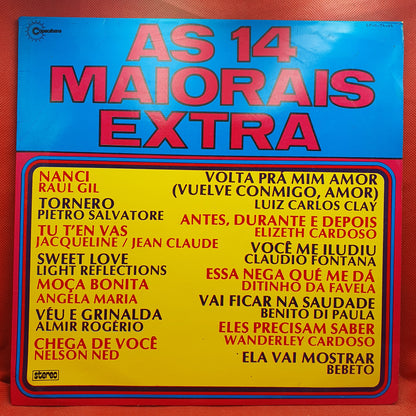 Copacabana
AS 14
MAIORAIS
EXTRA
NANCI
RAUL GIL
TORNERO
PIETRO SALVATORE
TU T'EN VAS
JACQUELINE / JEAN CLAUDE
SWEET LOVE
LIGHT REFLECTIONS
MOÇA BONITA
ANGÉLA MARIA
VÉU E GRINALDA
ALMIR ROGÉRIO
CHEGA DE VOCÊ
NELSON NED
VOLTA PRÁ MIM AMOR
(VUELVE CONMIGO, AMOR)
LUIZ CARLOS CLAY
ANTES, DURANTE E DEPOIS
ELIZETH CARDOSO
VOCÊ ME ILUDIU
CLAUDIO FONTANA
ESSA NEGA QUÉ ME DÁ
DITINHO DA FAVELA
VAI FICAR NA SAUDADE
BENITO DI PAULA
ELES PRECISAM SABER
WANDERLEY CARDOSO
ELA VAI MOSTRAR
BEBETO
stereo